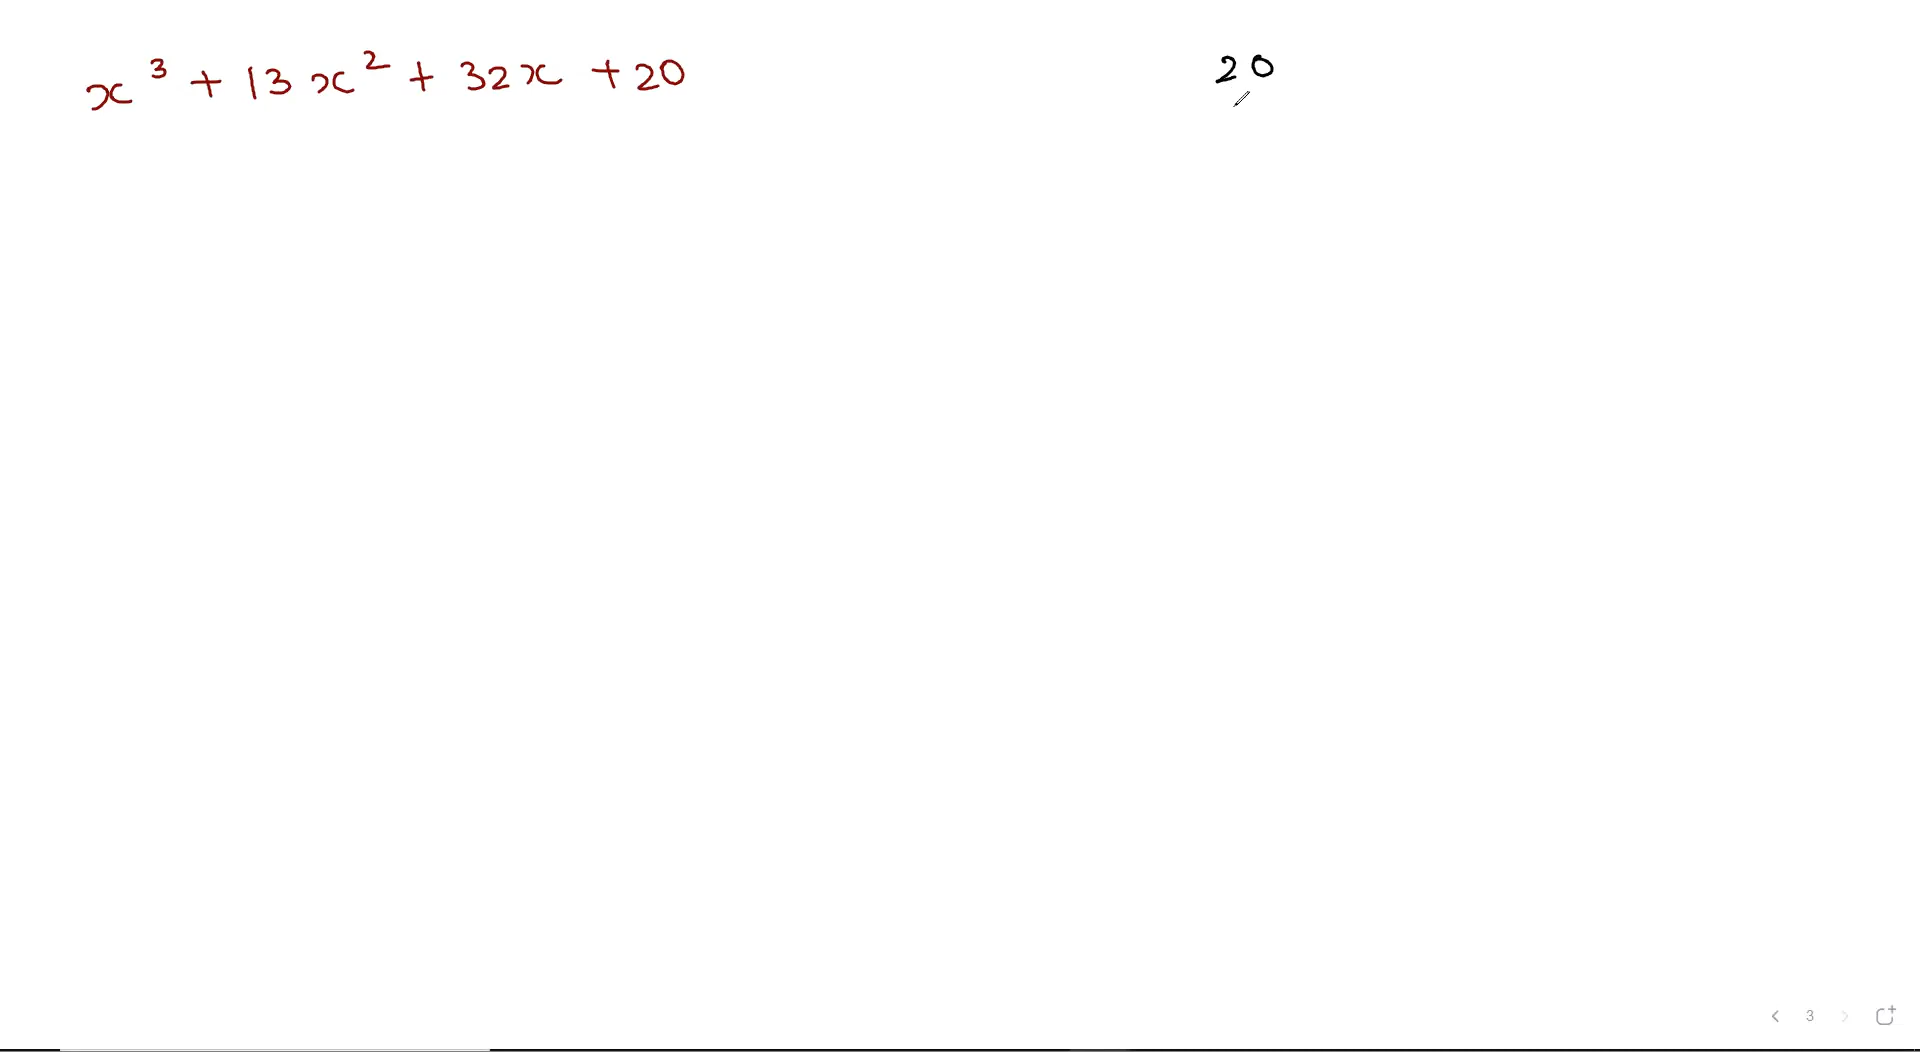 x³ + 13x² + 32x + 20
20
3